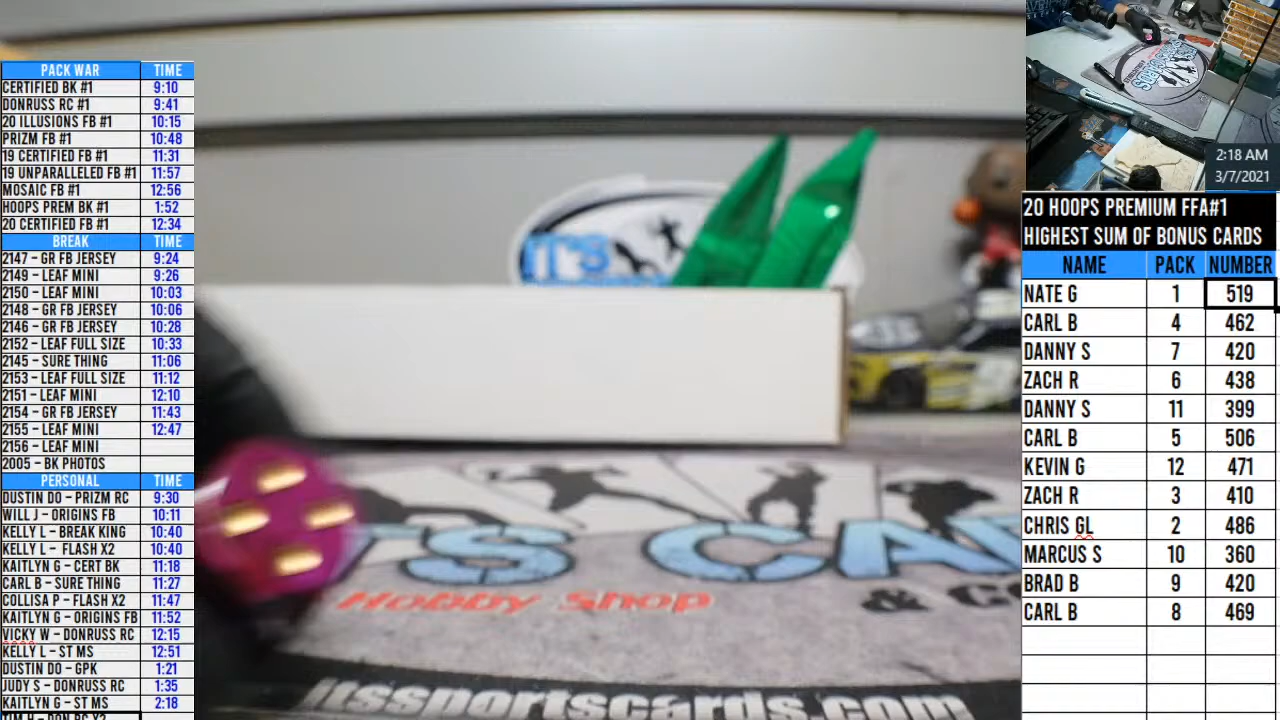 PACK WAR TIME
CERTIFIED BK #1 9:10
DONRUSS RC #1 9:41
20 ILLUSIONS FB #1 10:15
PRIZM FB #1 10:48
19 CERTIFIED FB #1 11:31
19 UNPARALLELED FB #1 11:57
MOSAIC FB #1 12:56
HOOPS PREM BK #1 1:52
20 CERTIFIED FB #1 12:34
BREAK TIME
2147 – GR FB JERSEY 9:24
2149 – LEAF MINI 9:26
2150 – LEAF MINI 10:03
2148 – GR FB JERSEY 10:06
2146 – GR FB JERSEY 10:28
2152 – LEAF FULL SIZE 10:33
2145 – SURE THING 11:06
2153 – LEAF FULL SIZE 11:12
2151 – LEAF MINI 12:10
2154 – GR FB JERSEY 11:43
2155 – LEAF MINI 12:47
2156 – LEAF MINI
2005 – BK PHOTOS
PERSONAL TIME
DUSTIN DO – PRIZM RC 9:30
WILL J – ORIGINS FB 10:11
KELLY L – BREAK KING 10:40
KELLY L – FLASH X2 10:40
KAITLYN G – CERT BK 11:18
CARL B – SURE THING 11:27
COLLISA P – FLASH X2 11:47
KAITLYN G – ORIGINS FB 11:52
VICKY W – DONRUSS RC 12:15
KELLY L – ST MS 12:51
DUSTIN DO – GPK 1:21
JUDY S – DONRUSS RC 1:35
KAITLYN G – ST MS 2:18
TIM H – DON RC X2
IT'S
Hobby Shop
& C
itssportscards.com
2:18 AM
3/7/2021
20 HOOPS PREMIUM FFA#1
HIGHEST SUM OF BONUS CARDS
NAME PACK NUMBER
NATE G 1 519
CARL B 4 462
DANNY S 7 420
ZACH R 6 438
DANNY S 11 399
CARL B 5 506
KEVIN G 12 471
ZACH R 3 410
CHRIS GL 2 486
MARCUS S 10 360
BRAD B 9 420
CARL B 8 469